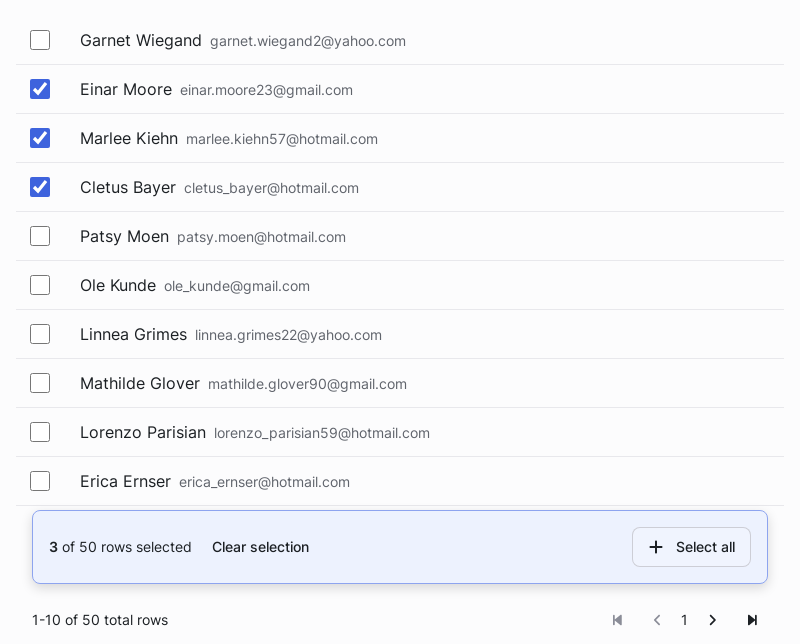 Garnet Wiegand garnet.wiegand2@yahoo.com
Einar Moore einar.moore23@gmail.com
Marlee Kiehn marlee.kiehn57@hotmail.com
Cletus Bayer cletus_bayer@hotmail.com
Patsy Moen patsy.moen@hotmail.com
Ole Kunde ole_kunde@gmail.com
Linnea Grimes linnea.grimes22@yahoo.com
Mathilde Glover mathilde.glover90@gmail.com
Lorenzo Parisian lorenzo_parisian59@hotmail.com
Erica Ernser erica_ernser@hotmail.com
3 of 50 rows selected Clear selection Select all
1-10 of 50 total rows 1